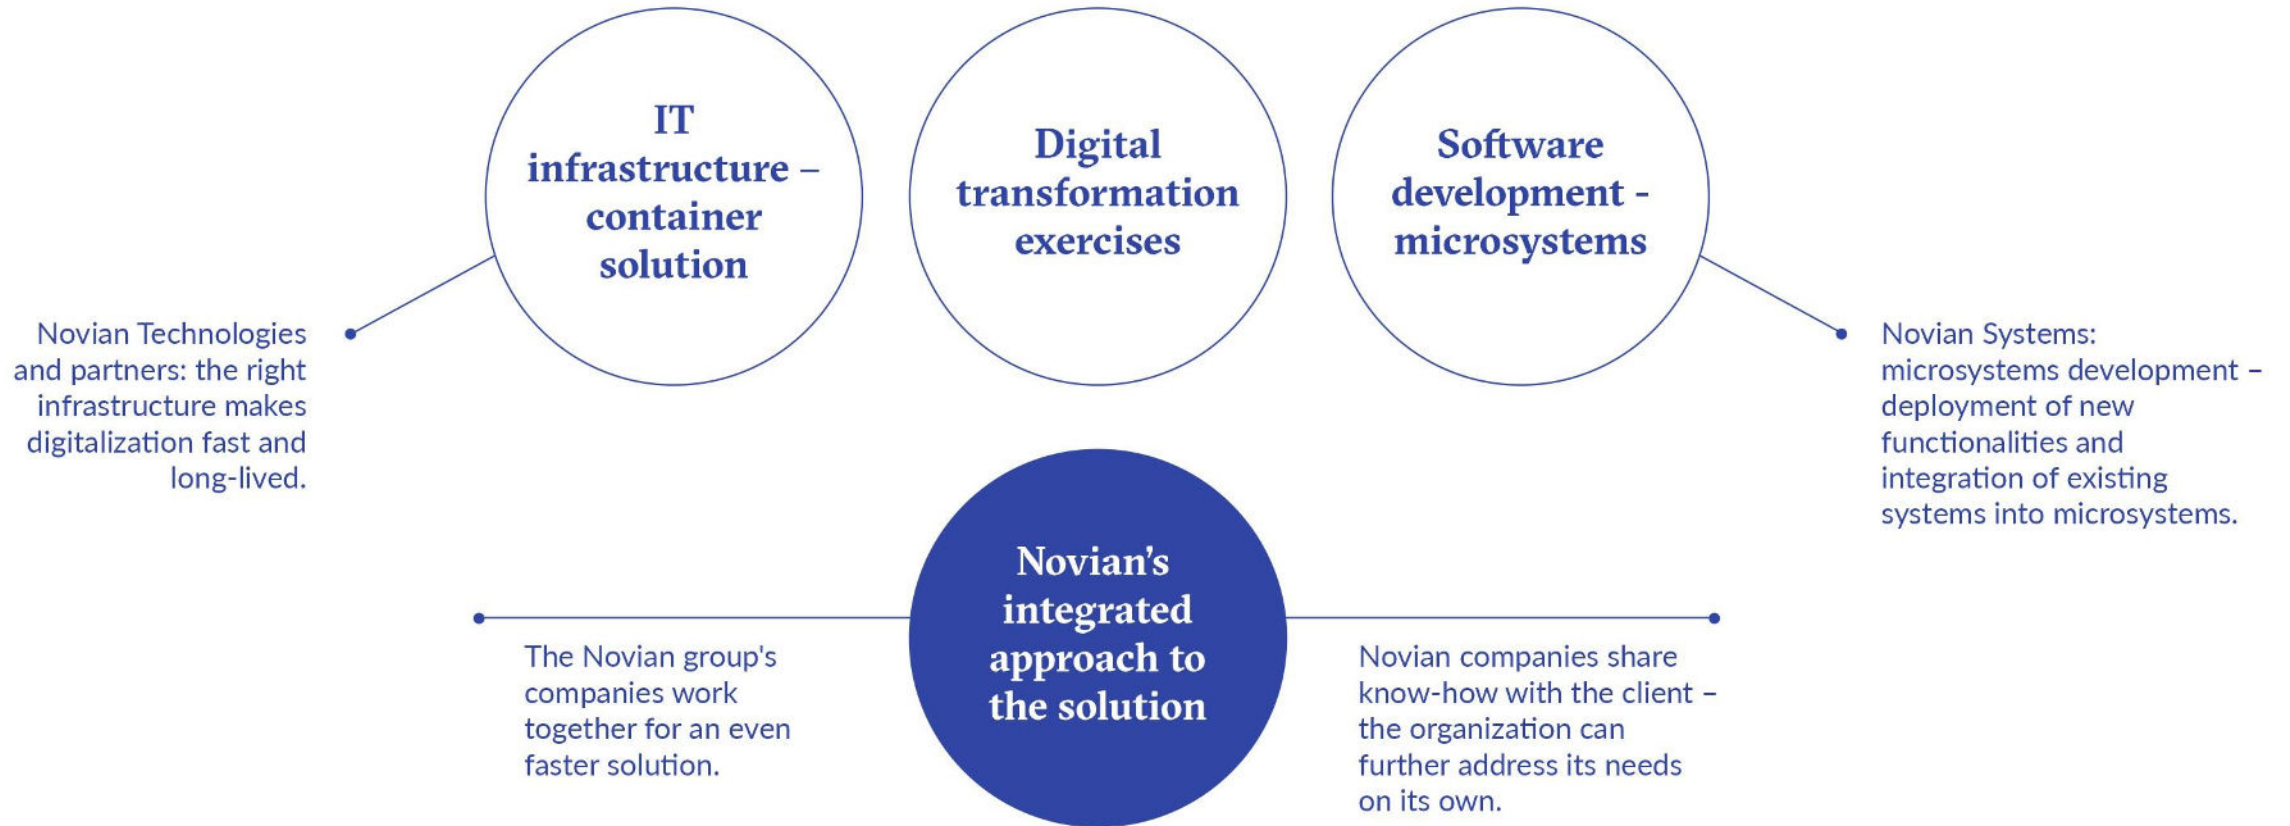 IT
infrastructure –
container
solution
Digital
transformation
exercises
Software
development -
microsystems
Novian Technologies
and partners: the right
infrastructure makes
digitalization fast and
long-lived.
Novian Systems:
microsystems development –
deployment of new
functionalities and
integration of existing
systems into microsystems.
Novian’s
integrated
approach to
the solution
The Novian group's
companies work
together for an even
faster solution.
Novian companies share
know-how with the client –
the organization can
further address its needs
on its own.